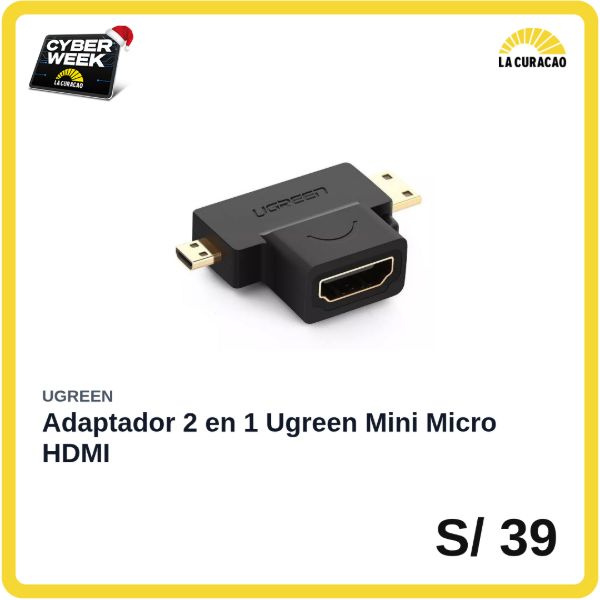 CYBER
WEEK
LA CURACAO
LA CURACAO
UGREEN
UGREEN
Adaptador 2 en 1 Ugreen Mini Micro
HDMI
S/ 39